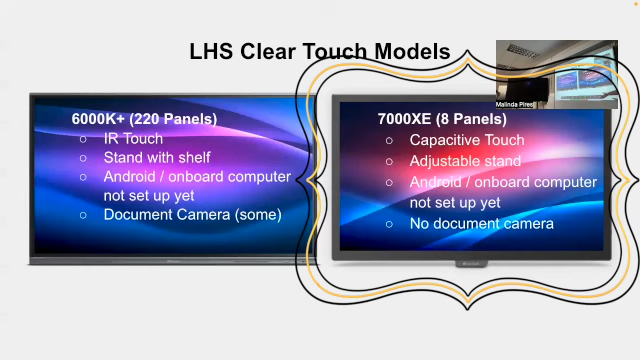 LHS Clear Touch Models
Malinda Pires
6000K+ (220 Panels)
○ IR Touch
○ Stand with shelf
○ Android / onboard computer
not set up yet
○ Document Camera (some)
7000XE (8 Panels)
○ Capacitive Touch
○ Adjustable stand
○ Android / onboard computer
not set up yet
○ No document camera